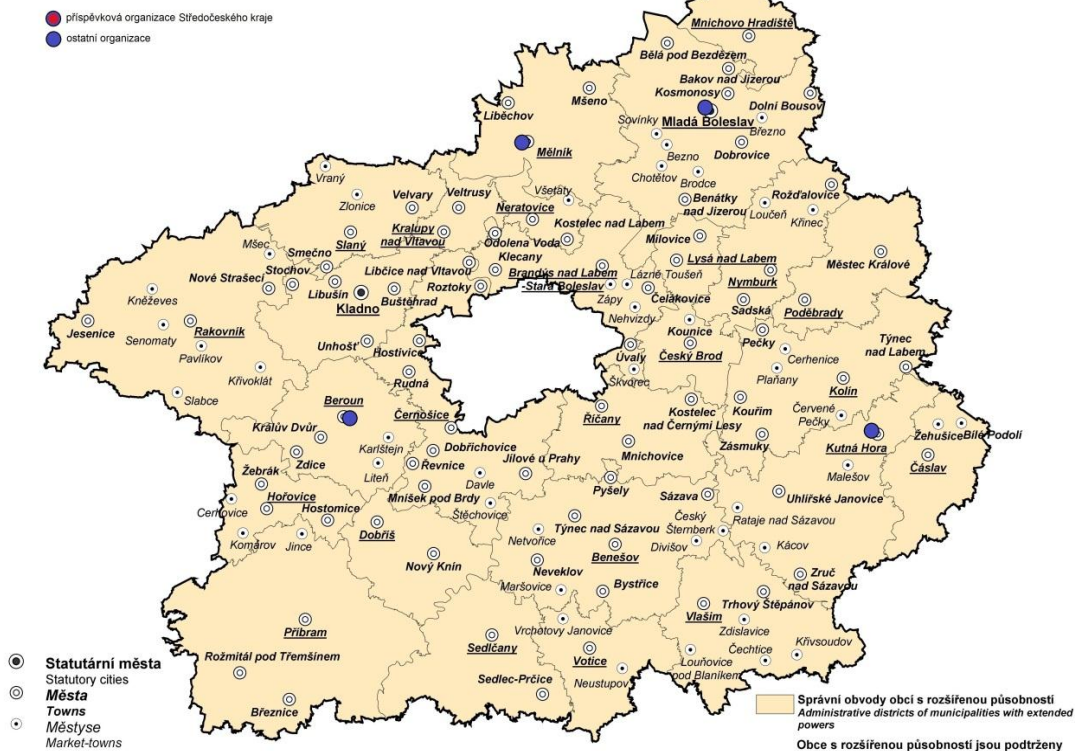 příspěvková organizace Středočeského kraje
ostatní organizace
Mnichovo Hradiště
Bělá pod Bezdězem
Bakov nad Jizerou
Kosmonosy
Mšeno
Liběchov
Dolní Bousov
Mladá Boleslav
Sovínky
Březno
Mělník
Bezno
Dobrovice
Chotětov
Brodce
Vraný
Všetaty
Rožďalovice
Zlonice
Velvary
Veltrusy
Neratovice
Benátky
nad Jizerou
Loučeň
Křinec
Kostelec nad Labem
Slaný
Kralupy
nad Vltavou
Odolena Voda
Milovice
Mšec
Smečno
Klecany
Lysá nad Labem
Městec Králové
Nové Strašecí
Stochov
Libčice nad Vltavou
Brandýs nad Labem
-Stará Boleslav
Lázně Toušeň
Nymburk
Kněževes
Libušín
Roztoky
Buštěhrad
Zápy
Čelákovice
Sadská
Poděbrady
Kladno
Nehvizdy
Jesenice
Rakovník
Kounice
Senomaty
Pečky
Týnec
nad Labem
Unhošť
Hostivice
Úvaly
Český Brod
Cerhenice
Pavlíkov
Škvorec
Plaňany
Křivoklát
Rudná
Kolín
Slabce
Beroun
Černošice
Říčany
Kostelec
nad Černými Lesy
Kouřim
Červené
Pečky
Králův Dvůr
Karlštejn
Dobřichovice
Mnichovice
Zásmuky
Kutná Hora
Žehušice
Bílé Podolí
Zdice
Liteň
Řevnice
Jílové u Prahy
Malešov
Čáslav
Žebrák
Davle
Mníšek pod Brdy
Pyšely
Sázava
Uhlířské Janovice
Hořovice
Cerhovice
Hostomice
Štěchovice
Český
Šternberk
Rataje nad Sázavou
Týnec nad Sázavou
Komárov
Jince
Dobříš
Netvořice
Benešov
Divišov
Kácov
Nový Knín
Neveklov
Zruč
nad Sázavou
Maršovice
Bystřice
Trhový Štěpánov
Vlašim
Příbram
Vrchotovy Janovice
Zdislavice
Sedlčany
Křivsoudov
Votice
Čechtice
Rožmitál pod Třemšínem
Louňovice
pod Blaníkem
Neustupov
Sedlec-Prčice
Březnice
Statutární města
Statutory cities
Města
Towns
Městyse
Market-towns
Správní obvody obcí s rozšířenou působností
Administrative districts of municipalities with extended
powers
Obce s rozšířenou působností jsou podtrženy